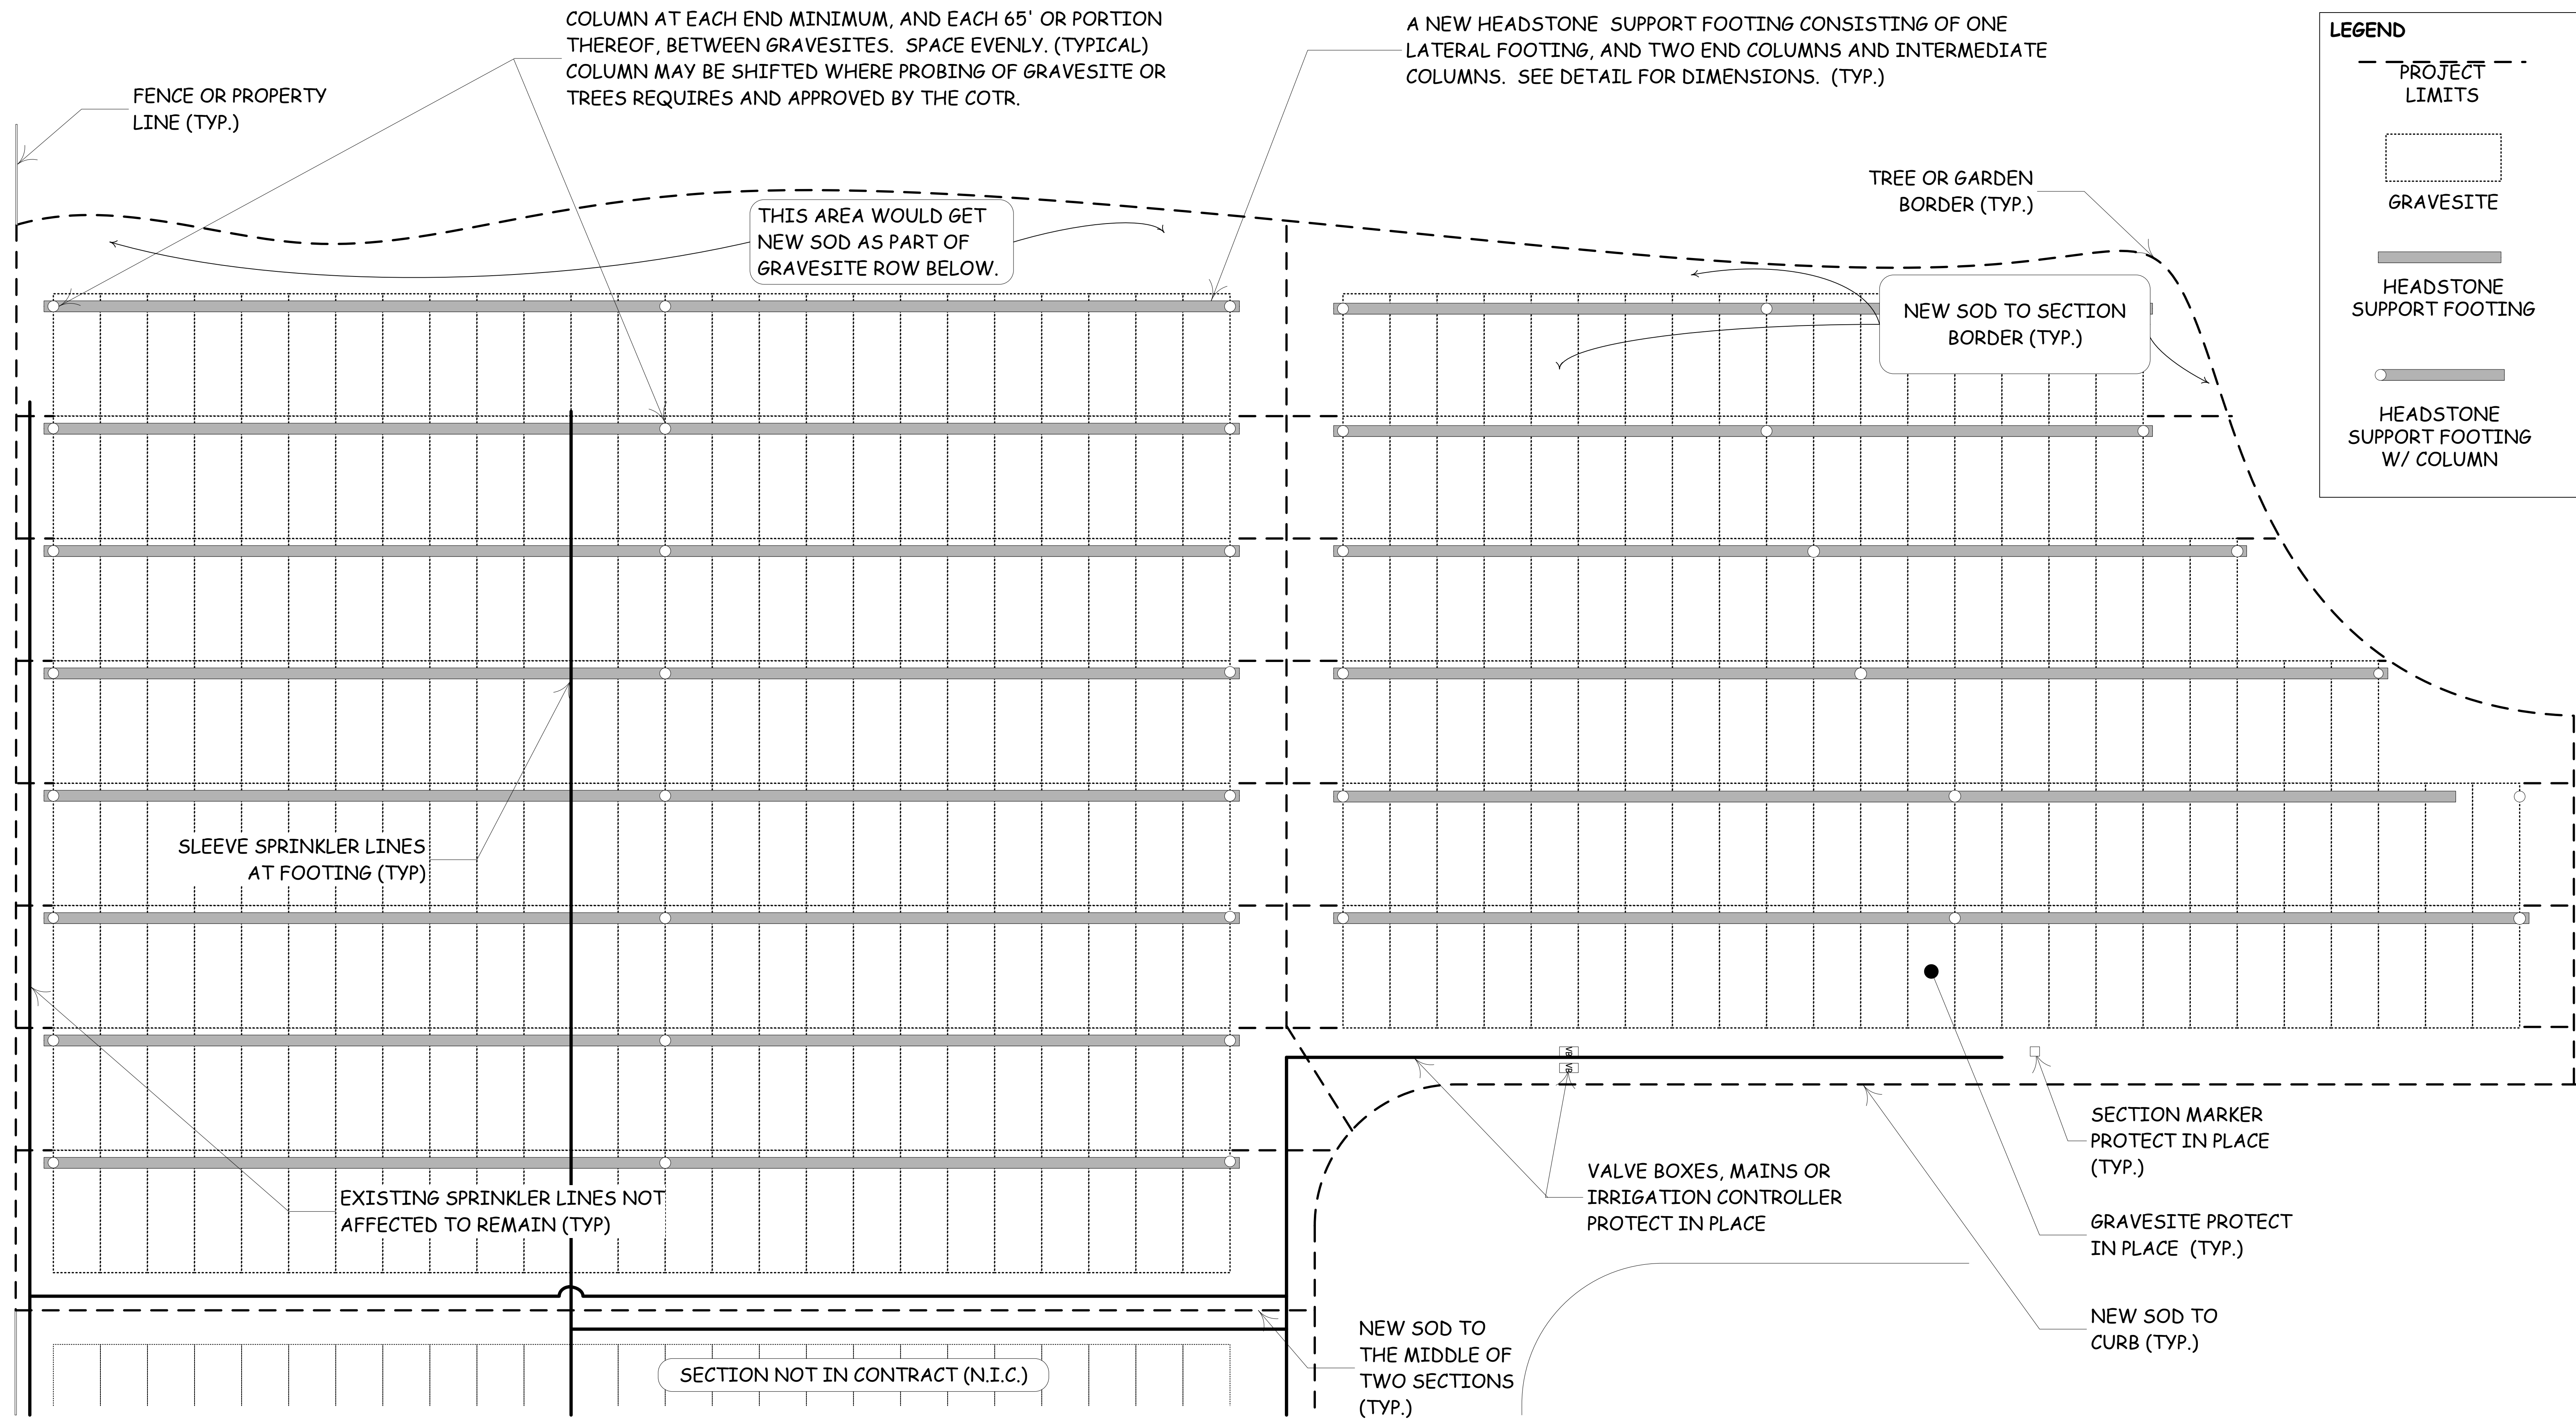 COLUMN AT EACH END MINIMUM, AND EACH 65' OR PORTION
THEREOF, BETWEEN GRAVESITES.  SPACE EVENLY. (TYPICAL)
COLUMN MAY BE SHIFTED WHERE PROBING OF GRAVESITE OR
TREES REQUIRES AND APPROVED BY THE COTR.
A NEW HEADSTONE  SUPPORT FOOTING CONSISTING OF ONE
LATERAL FOOTING, AND TWO END COLUMNS AND INTERMEDIATE
COLUMNS.  SEE DETAIL FOR DIMENSIONS.  (TYP.)
LEGEND
PROJECT
LIMITS
GRAVESITE
HEADSTONE
SUPPORT FOOTING
HEADSTONE
SUPPORT FOOTING
W/ COLUMN
FENCE OR PROPERTY
LINE (TYP.)
TREE OR GARDEN
BORDER (TYP.)
THIS AREA WOULD GET
NEW SOD AS PART OF
GRAVESITE ROW BELOW.
NEW SOD TO SECTION
BORDER (TYP.)
SLEEVE SPRINKLER LINES
AT FOOTING (TYP)
VB
VB
EXISTING SPRINKLER LINES NOT
AFFECTED TO REMAIN (TYP)
VALVE BOXES, MAINS OR
IRRIGATION CONTROLLER
PROTECT IN PLACE
SECTION MARKER
PROTECT IN PLACE
(TYP.)
GRAVESITE PROTECT
IN PLACE  (TYP.)
NEW SOD TO
CURB (TYP.)
NEW SOD TO
THE MIDDLE OF
TWO SECTIONS
(TYP.)
SECTION NOT IN CONTRACT (N.I.C.)